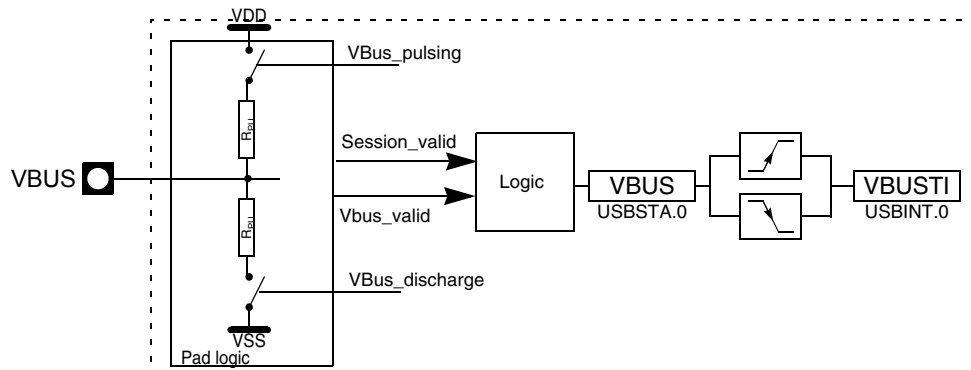 VDD
VBus_pulsing
RPU
Session_valid
VBUS
Logic
VBUS
VBUSTI
USBSTA.0
USBINT.0
Vbus_valid
RPU
VBus_discharge
VSS
Pad logic